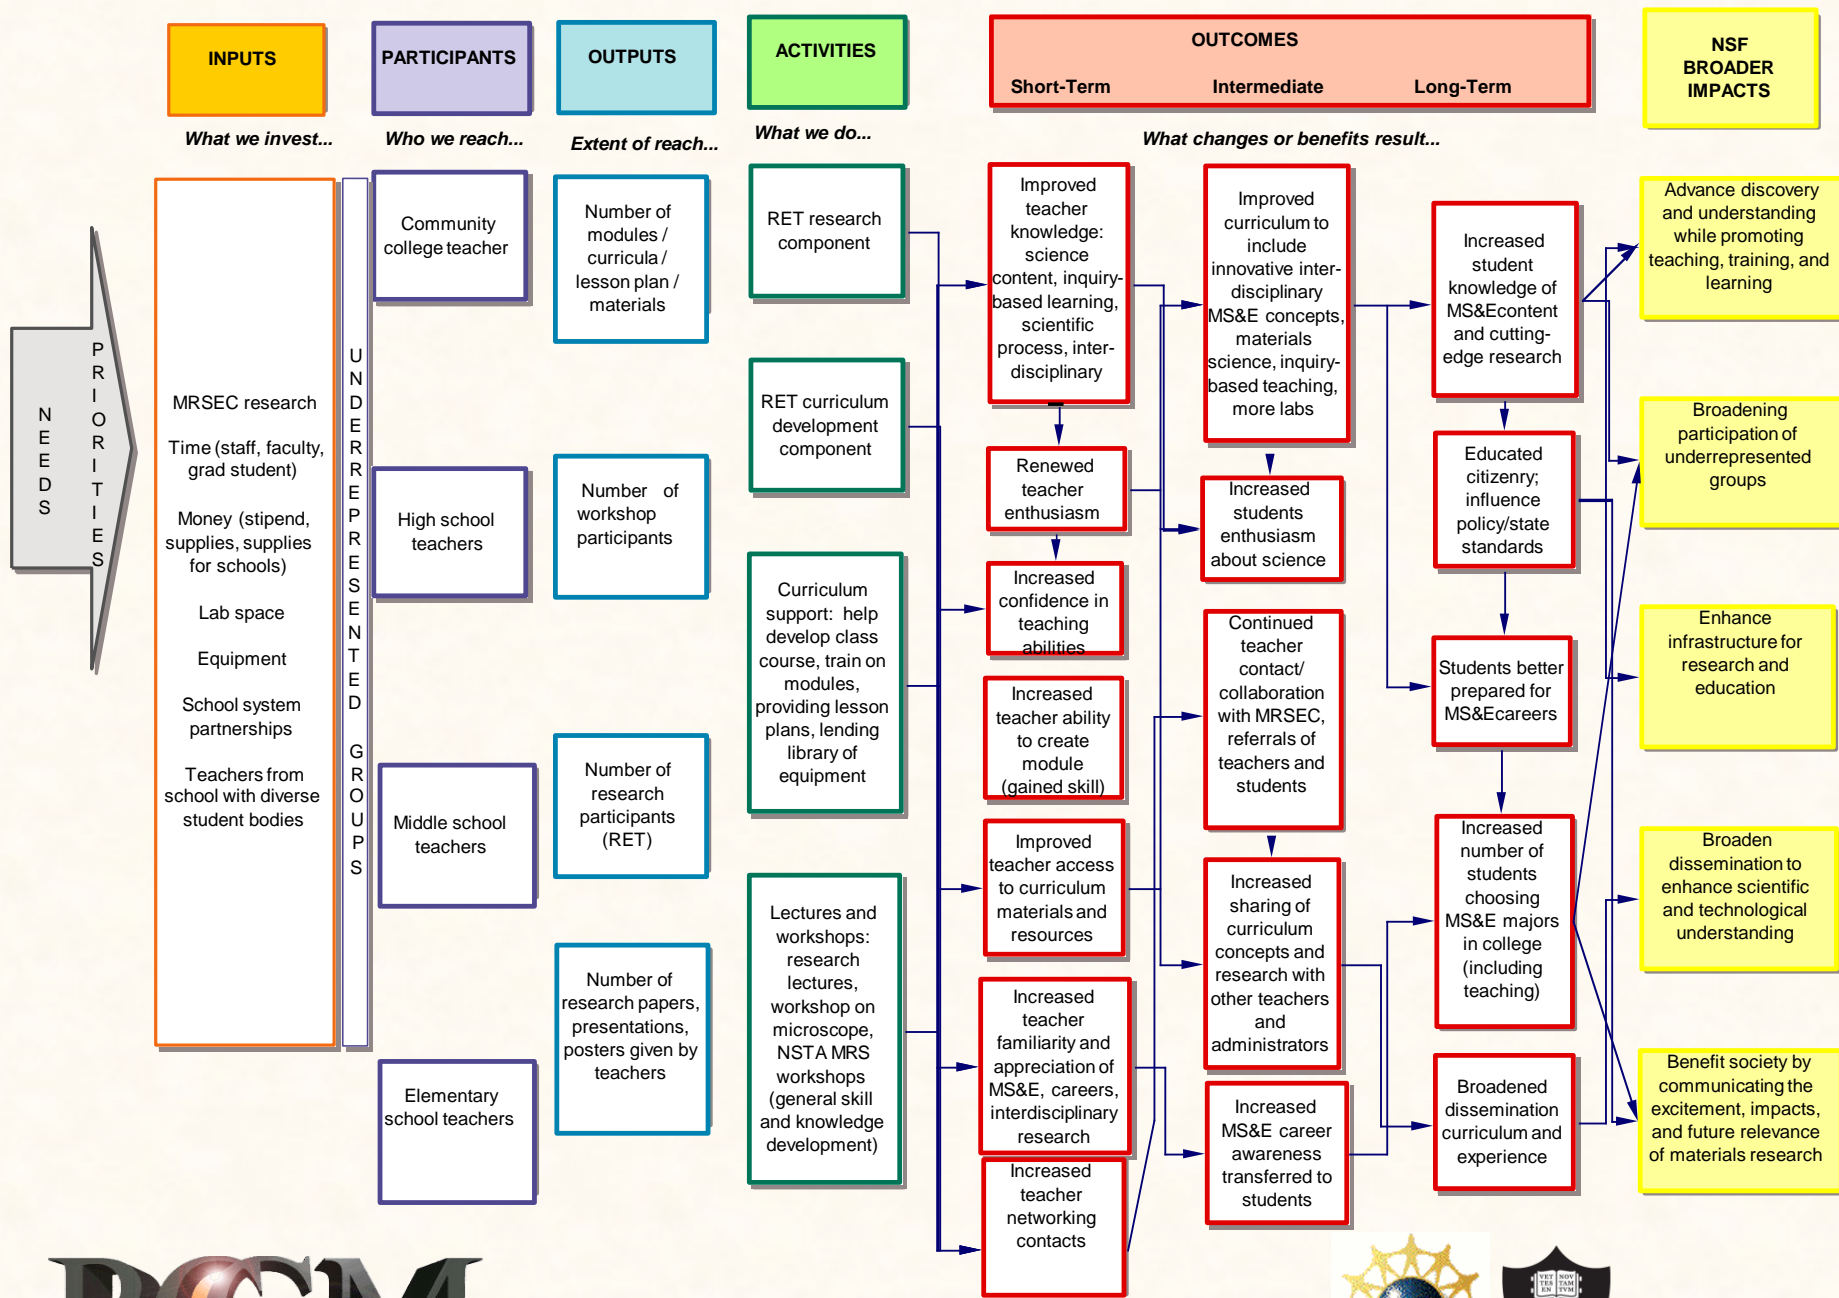 INPUTS
PARTICIPANTS
OUTPUTS
ACTIVITIES
OUTCOMES
Short-Term Intermediate Long-Term
NSF
BROADER
IMPACTS
What we invest...
Who we reach...
Extent of reach...
What we do...
What changes or benefits result...
NEEDS
PRIORITIES
MRSEC research
Time (staff, faculty,
grad student)
Money (stipend,
supplies, supplies
for schools)
Lab space
Equipment
School system
partnerships
Teachers from
school with diverse
student bodies
UNDERREPRESENTED GROUPS
Community
college teacher
High school
teachers
Middle school
teachers
Elementary
school teachers
Number of
modules /
curricula /
lesson plan /
materials
Number of
workshop
participants
Number of
research
participants
(RET)
Number of
research papers,
presentations,
posters given by
teachers
RET research
component
RET curriculum
development
component
Curriculum
support: help
develop class
course, train on
modules,
providing lesson
plans, lending
library of
equipment
Lectures and
workshops:
research
lectures,
workshop on
microscope,
NSTA MRS
workshops
(general skill
and knowledge
development)
Improved
teacher
knowledge:
science
content, inquiry-
based learning,
scientific
process, inter-
disciplinary
Renewed
teacher
enthusiasm
Increased
confidence in
teaching
abilities
Increased
teacher ability
to create
module
(gained skill)
Improved
teacher access
to curriculum
materials and
resources
Increased
teacher
familiarity and
appreciation of
MS&E, careers,
interdisciplinary
research
Increased
teacher
networking
contacts
Improved
curriculum to
include
innovative inter-
disciplinary
MS&E concepts,
materials
science, inquiry-
based teaching,
more labs
Increased
students
enthusiasm
about science
Continued
teacher
contact/
collaboration
with MRSEC,
referrals of
teachers and
students
Increased
sharing of
curriculum
concepts and
research with
other teachers
and
administrators
Increased
MS&E career
awareness
transferred to
students
Increased
student
knowledge of
MS&Econtent
and cutting-
edge research
Educated
citizenry;
influence
policy/state
standards
Students better
prepared for
MS&Ecareers
Increased
number of
students
choosing
MS&E majors
in college
(including
teaching)
Broadened
dissemination
curriculum and
experience
Advance discovery
and understanding
while promoting
teaching, training, and
learning
Broadening
participation of
underrepresented
groups
Enhance
infrastructure for
research and
education
Broaden
dissemination to
enhance scientific
and technological
understanding
Benefit society by
communicating the
excitement, impacts,
and future relevance
of materials research
PCCM
VET NOV
TES TAM
EN TVM